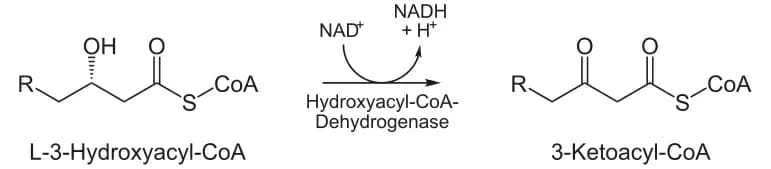 OH
O
R
S
CoA
L-3-Hydroxyacyl-CoA
NAD+
NADH
+ H+
Hydroxyacyl-CoA-
Dehydrogenase
O
O
R
S
CoA
3-Ketoacyl-CoA